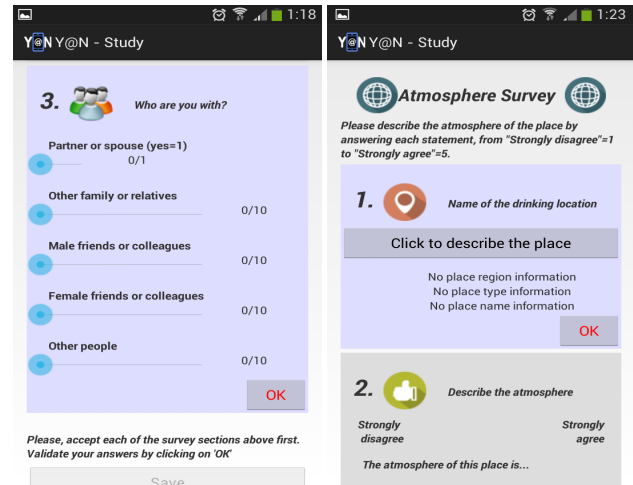 1:18
Y@N Y@N - Study
3. Who are you with?
Partner or spouse (yes=1)
0/1
Other family or relatives
0/10
Male friends or colleagues
0/10
Female friends or colleagues
0/10
Other people
0/10
OK
Please, accept each of the survey sections above first.
Validate your answers by clicking on 'OK'
Save
1:23
Y@N Y@N - Study
Atmosphere Survey
Please describe the atmosphere of the place by
answering each statement, from "Strongly disagree"=1
to "Strongly agree"=5.
1. Name of the drinking location
Click to describe the place
No place region information
No place type information
No place name information
OK
2. Describe the atmosphere
Strongly disagree
Strongly agree
The atmosphere of this place is...